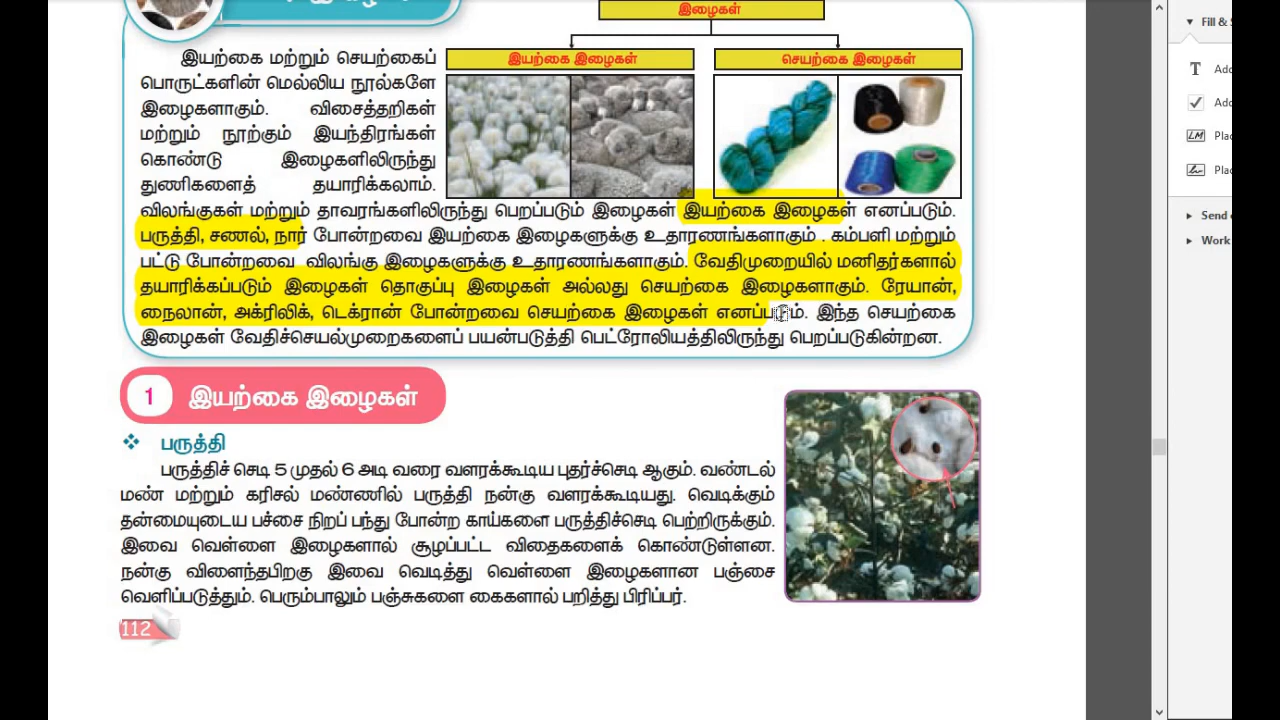 இழைகள்
இயற்கை இழைகள்
செயற்கை இழைகள்
இயற்கை மற்றும் செயற்கைப்
பொருட்களின் மெல்லிய நூல்களே
இழைகளாகும். விசைத்தறிகள்
மற்றும் நூற்கும் இயந்திரங்கள்
கொண்டு இழைகளிலிருந்து
துணிகளைத் தயாரிக்கலாம்.
விலங்குகள் மற்றும் தாவரங்களிலிருந்து பெறப்படும் இழைகள் இயற்கை இழைகள் எனப்படும்.
பருத்தி, சணல், நார் போன்றவை இயற்கை இழைகளுக்கு உதாரணங்களாகும் . கம்பளி மற்றும்
பட்டு போன்றவை விலங்கு இழைகளுக்கு உதாரணங்களாகும். வேதிமுறையில் மனிதர்களால்
தயாரிக்கப்படும் இழைகள் தொகுப்பு இழைகள் அல்லது செயற்கை இழைகளாகும். ரேயான்,
நைலான், அக்ரிலிக், டெக்ரான் போன்றவை செயற்கை இழைகள் எனப்படும். இந்த செயற்கை
இழைகள் வேதிச்செயல்முறைகளைப் பயன்படுத்தி பெட்ரோலியத்திலிருந்து பெறப்படுகின்றன.
1 இயற்கை இழைகள்
❖ பருத்தி
பருத்திச் செடி 5 முதல் 6 அடி வரை வளரக்கூடிய புதர்ச்செடி ஆகும். வண்டல்
மண் மற்றும் கரிசல் மண்ணில் பருத்தி நன்கு வளரக்கூடியது. வெடிக்கும்
தன்மையுடைய பச்சை நிறப் பந்து போன்ற காய்களை பருத்திச்செடி பெற்றிருக்கும்.
இவை வெள்ளை இழைகளால் சூழப்பட்ட விதைகளைக் கொண்டுள்ளன.
நன்கு விளைந்தபிறகு இவை வெடித்து வெள்ளை இழைகளான பஞ்சை
வெளிப்படுத்தும். பெரும்பாலும் பஞ்சுகளை கைகளால் பறித்து பிரிப்பர்.
112
Fill & S
T Add
Add
LM Plac
Plac
Send
Work